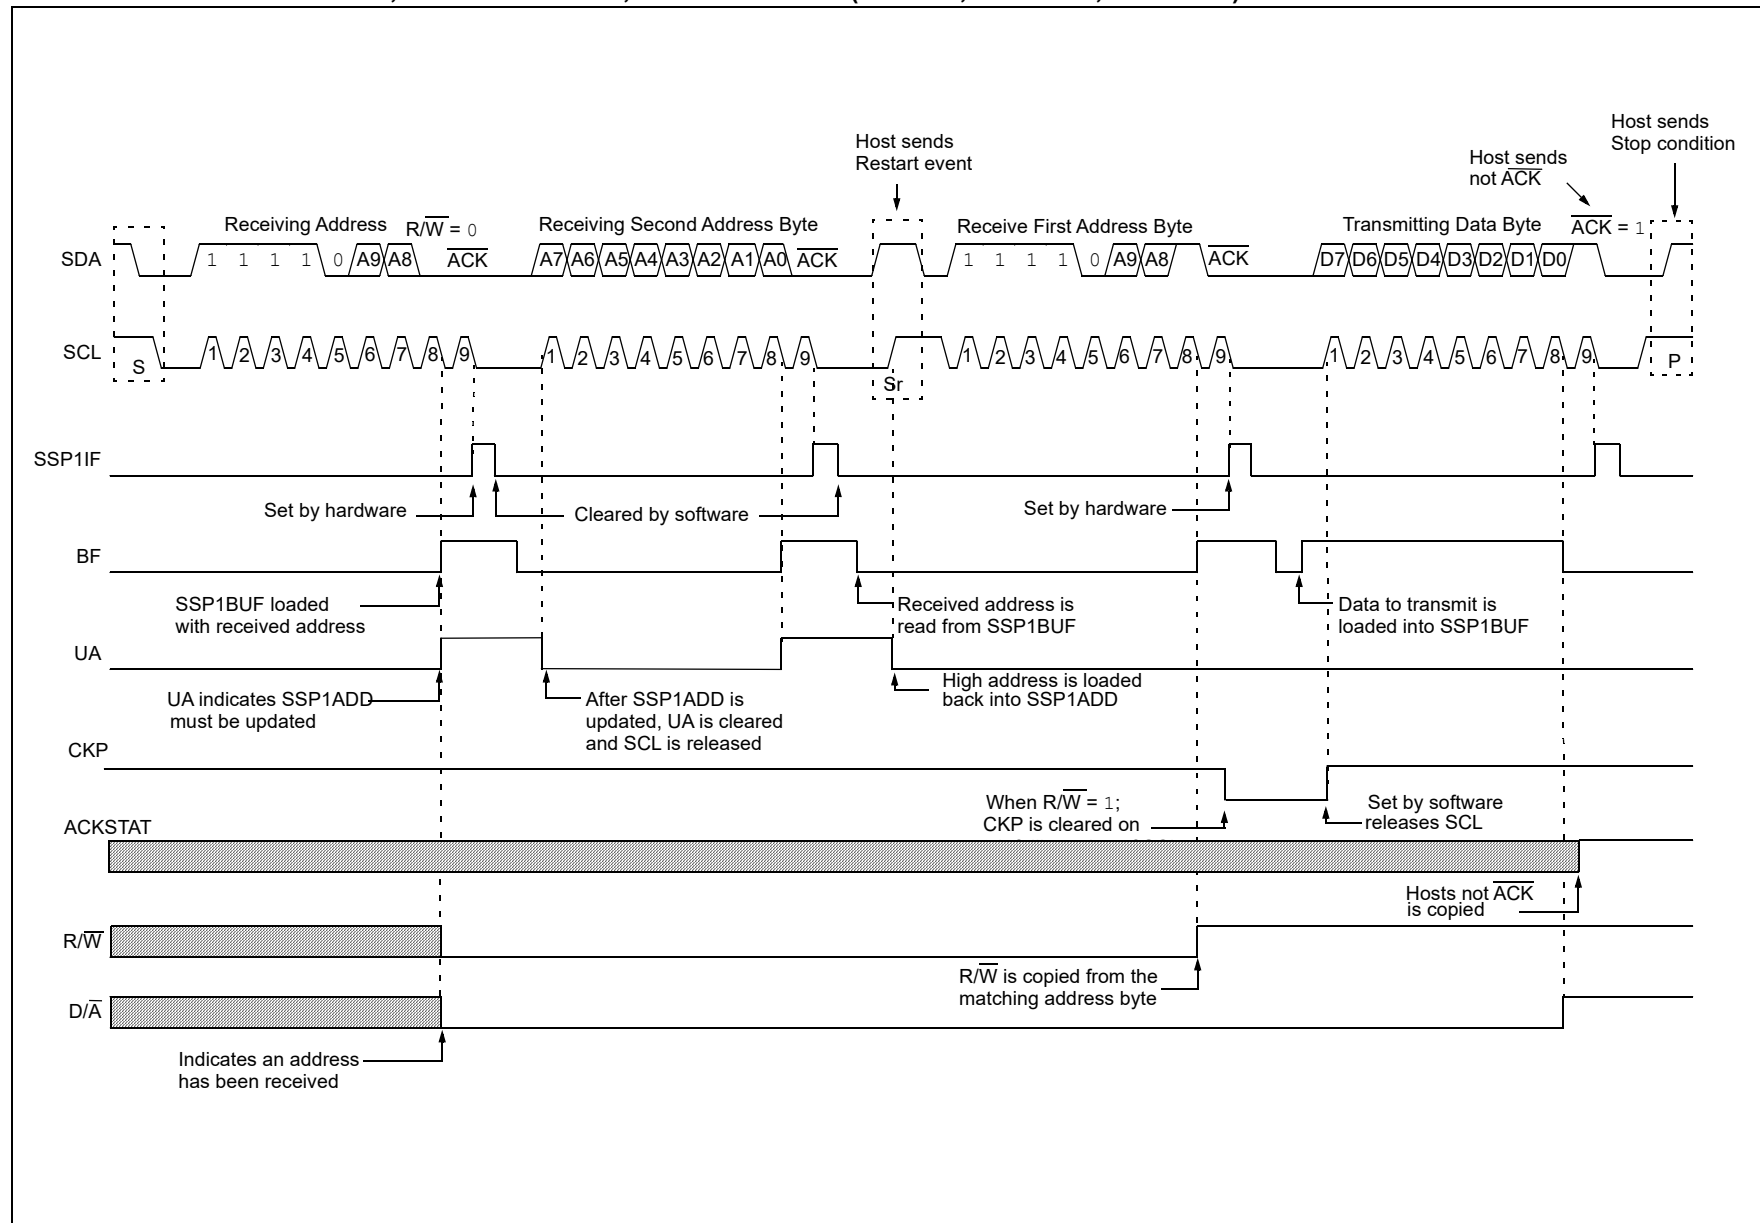 Host sends
Restart event
Host sends
not A̅C̅K̅
Host sends
Stop condition
Receiving Address R/W̅ = 0
Receiving Second Address Byte
Receive First Address Byte
Transmitting Data Byte
A̅C̅K̅ = 1
SDA 1 1 1 1 0 A9 A8 A̅C̅K̅ A7 A6 A5 A4 A3 A2 A1 A0 A̅C̅K̅ 1 1 1 1 0 A9 A8 A̅C̅K̅ D7 D6 D5 D4 D3 D2 D1 D0
SCL S 1 2 3 4 5 6 7 8 9 1 2 3 4 5 6 7 8 9 Sr 1 2 3 4 5 6 7 8 9 1 2 3 4 5 6 7 8 9 P
SSP1IF
Set by hardware
Cleared by software
Set by hardware
BF
SSP1BUF loaded
with received address
Received address is
read from SSP1BUF
Data to transmit is
loaded into SSP1BUF
UA
UA indicates SSP1ADD
must be updated
After SSP1ADD is
updated, UA is cleared
and SCL is released
High address is loaded
back into SSP1ADD
CKP
When R/W̅ = 1;
CKP is cleared on
Set by software
releases SCL
ACKSTAT
Hosts not A̅C̅K̅
is copied
R/W̅
R/W̅ is copied from the
matching address byte
D/A̅
Indicates an address
has been received